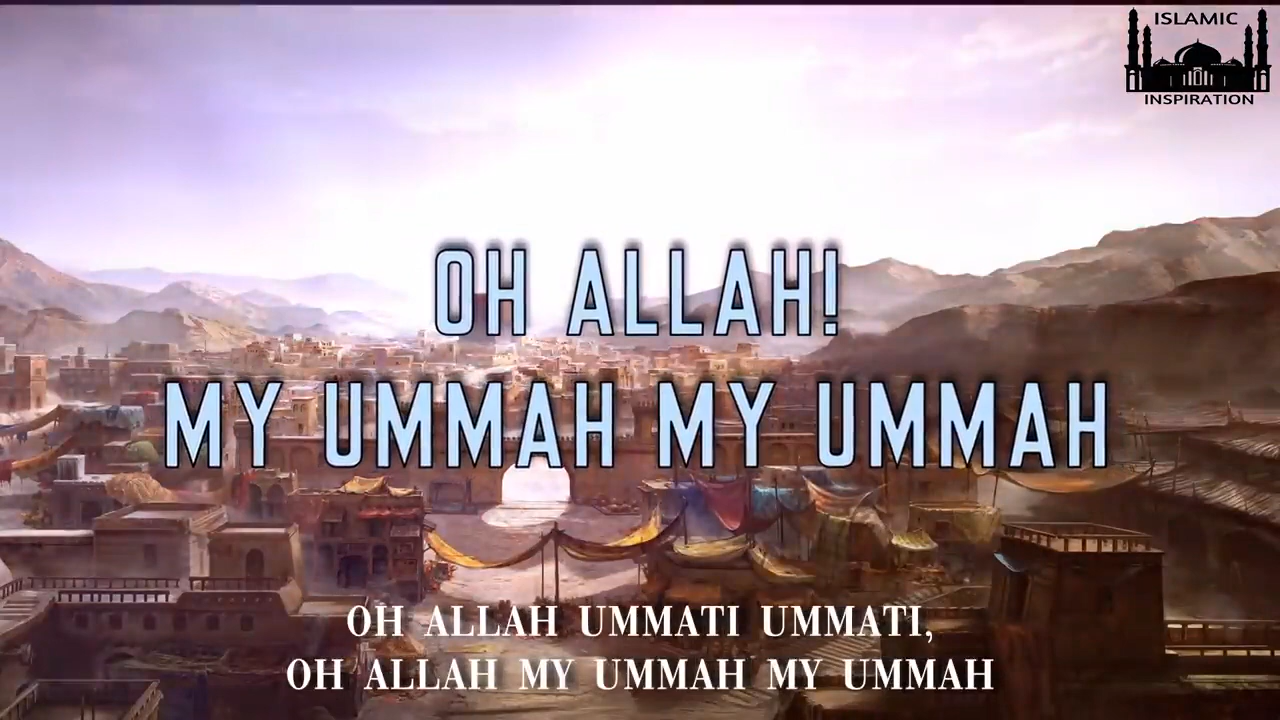 ISLAMIC
INSPIRATION
OH ALLAH!
MY UMMAH MY UMMAH
OH ALLAH UMMATI UMMATI,
OH ALLAH MY UMMAH MY UMMAH